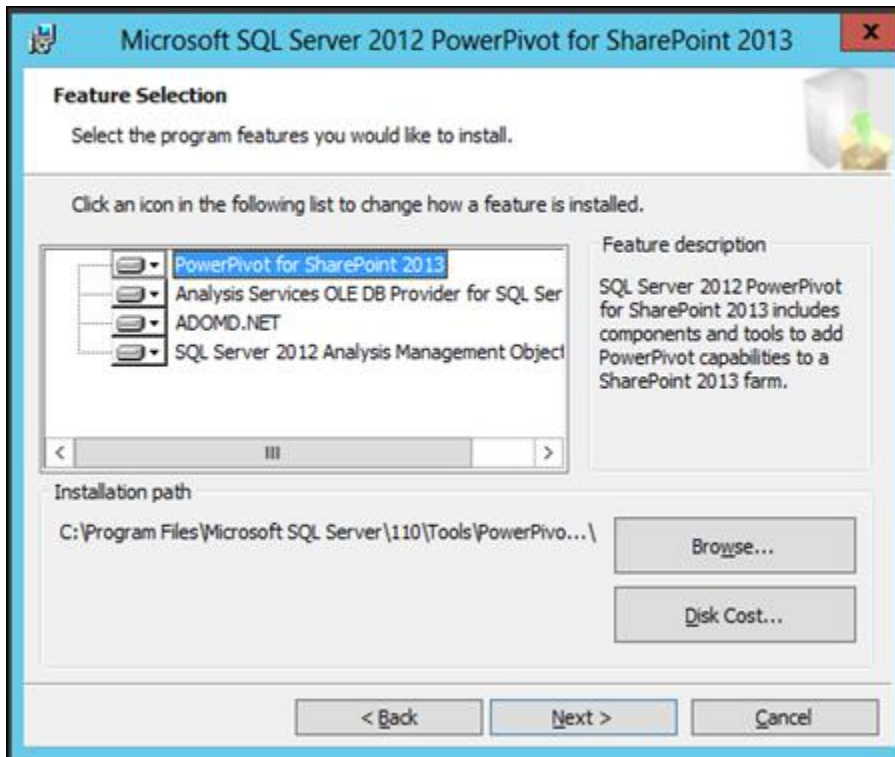 Microsoft SQL Server 2012 PowerPivot for SharePoint 2013
x
Feature Selection
Select the program features you would like to install.
Click an icon in the following list to change how a feature is installed.
PowerPivot for SharePoint 2013
Analysis Services OLE DB Provider for SQL Ser
ADOMD.NET
SQL Server 2012 Analysis Management Object
Feature description
SQL Server 2012 PowerPivot
for SharePoint 2013 includes
components and tools to add
PowerPivot capabilities to a
SharePoint 2013 farm.
Installation path
C:\Program Files\Microsoft SQL Server\110\Tools\PowerPivo...\
Browse...
Disk Cost...
< Back
Next >
Cancel